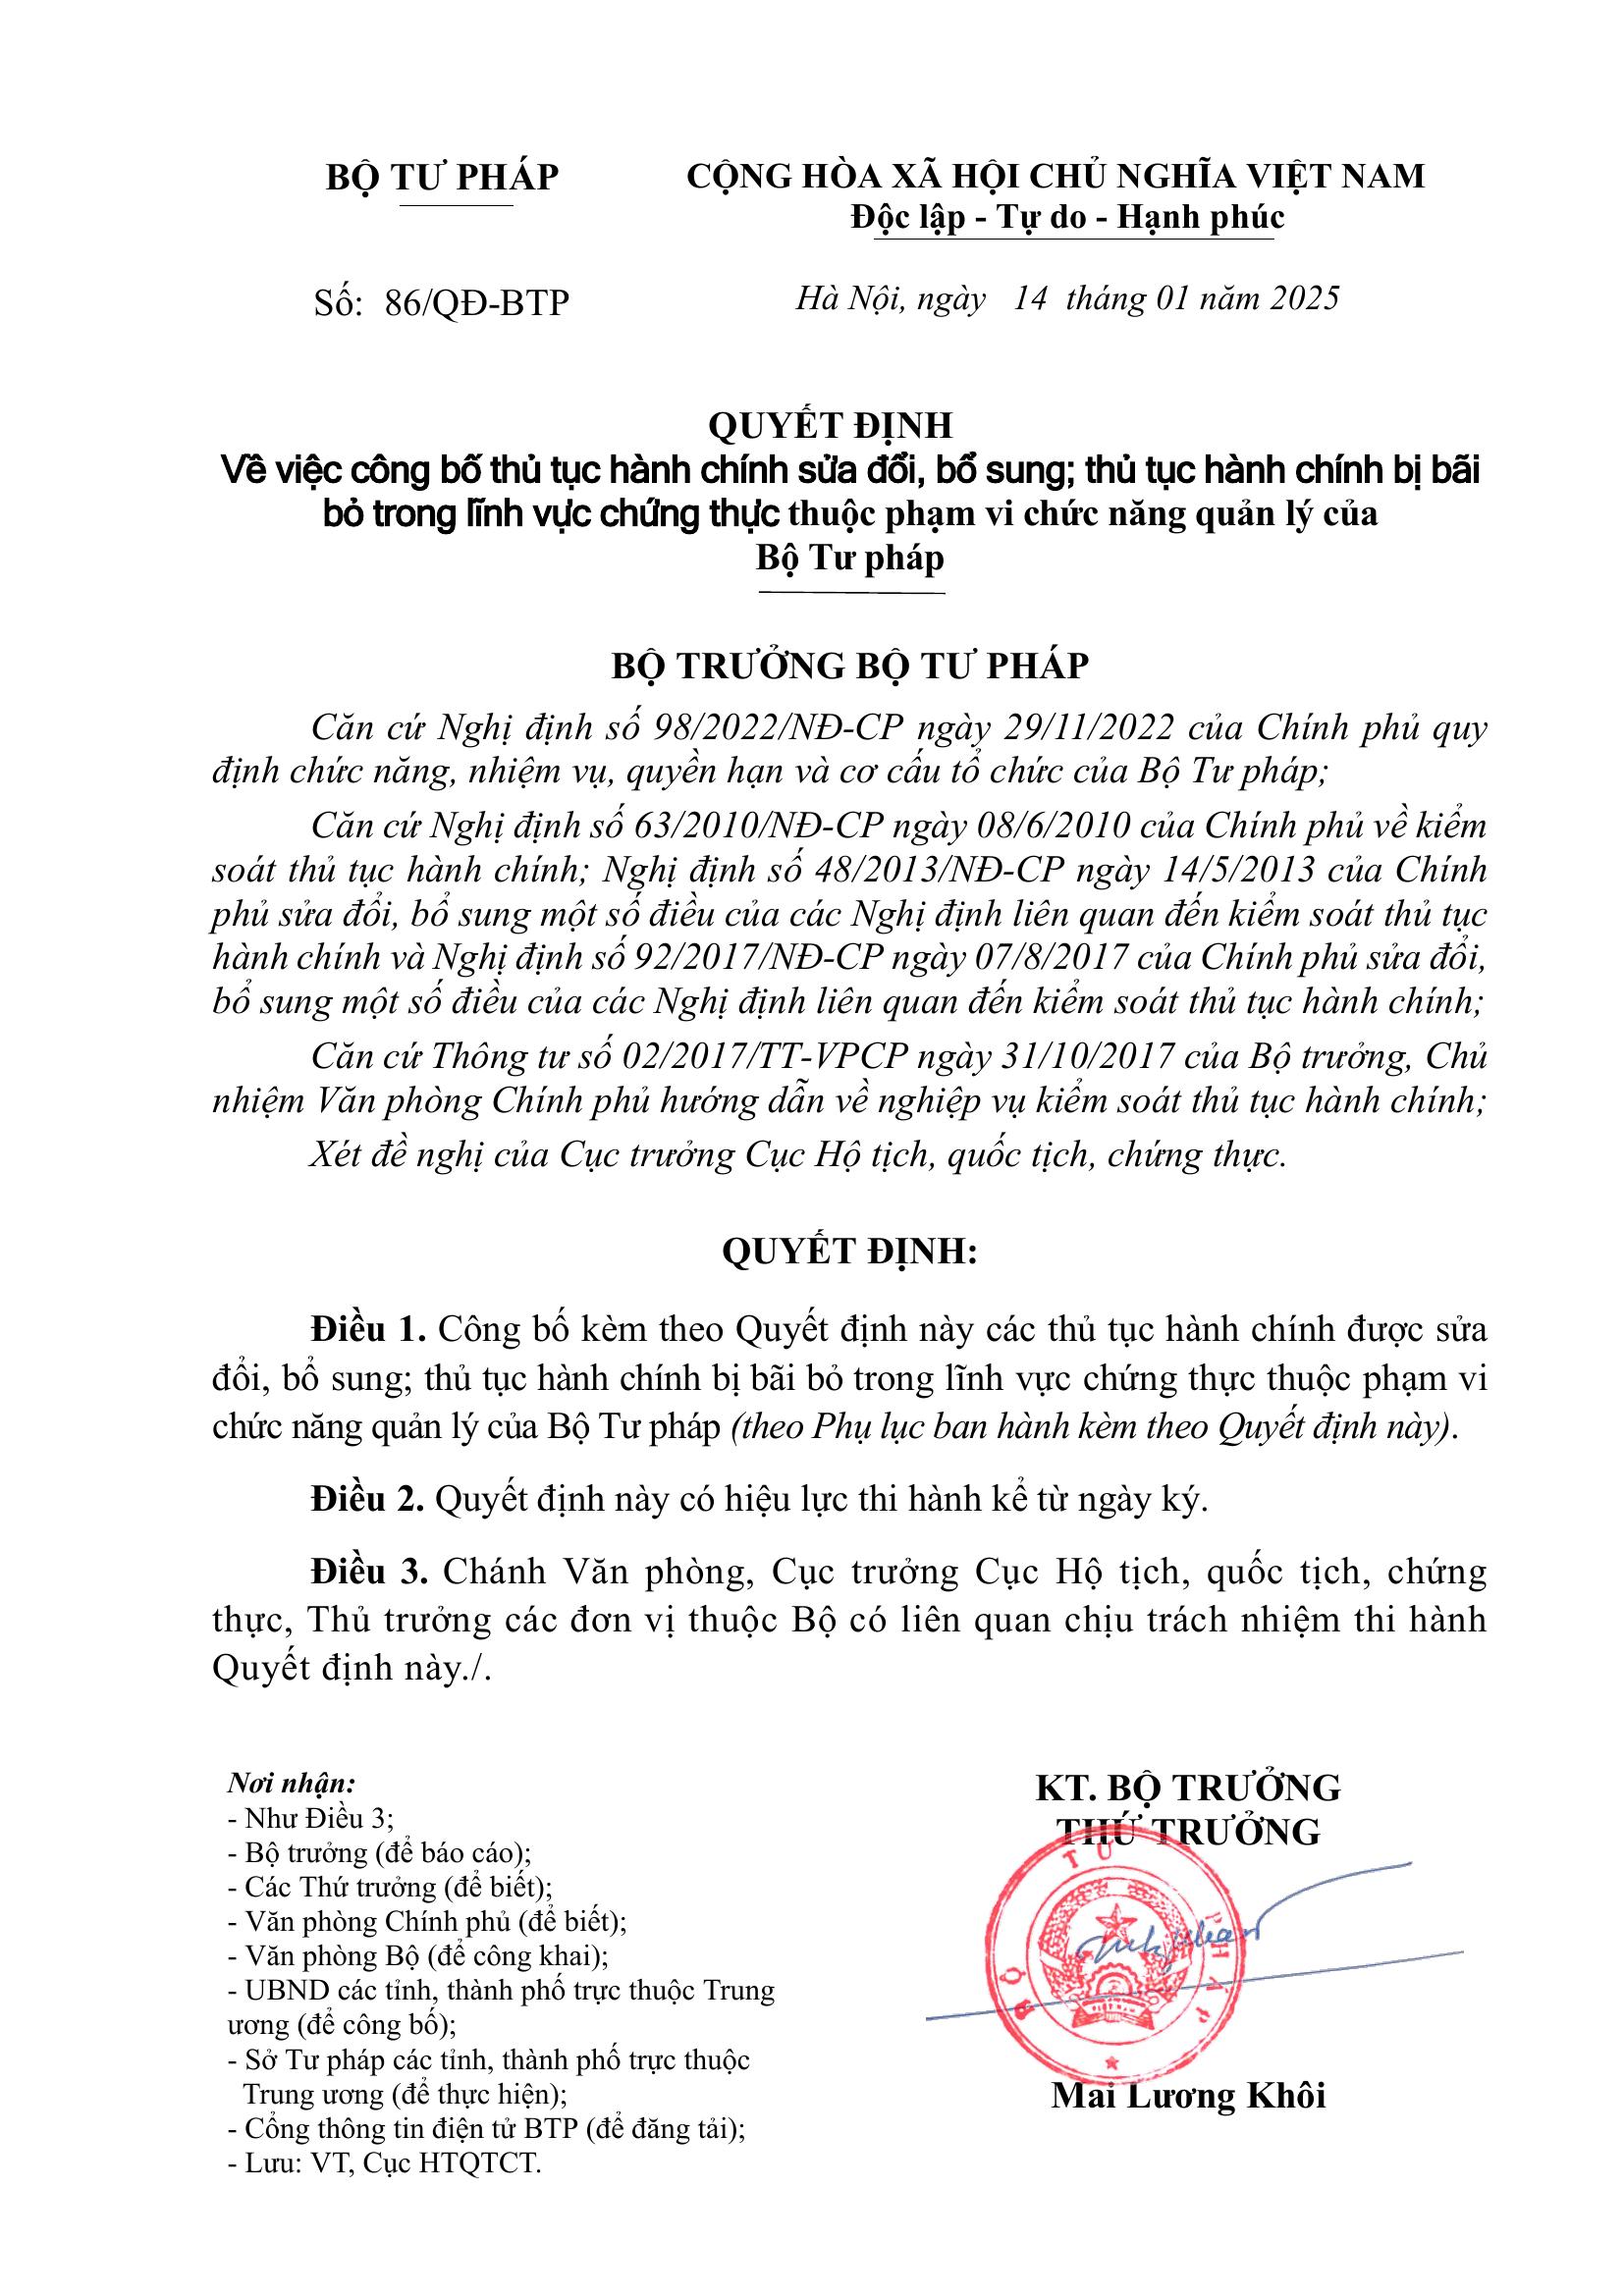 BỘ TƯ PHÁP
CỘNG HÒA XÃ HỘI CHỦ NGHĨA VIỆT NAM
Độc lập - Tự do - Hạnh phúc
Số: 86/QĐ-BTP
Hà Nội, ngày 14 tháng 01 năm 2025
QUYẾT ĐỊNH
Về việc công bố thủ tục hành chính sửa đổi, bổ sung; thủ tục hành chính bị bãi
bỏ trong lĩnh vực chứng thực thuộc phạm vi chức năng quản lý của
Bộ Tư pháp
BỘ TRƯỞNG BỘ TƯ PHÁP
Căn cứ Nghị định số 98/2022/NĐ-CP ngày 29/11/2022 của Chính phủ quy
định chức năng, nhiệm vụ, quyền hạn và cơ cấu tổ chức của Bộ Tư pháp;
Căn cứ Nghị định số 63/2010/NĐ-CP ngày 08/6/2010 của Chính phủ về kiểm
soát thủ tục hành chính; Nghị định số 48/2013/NĐ-CP ngày 14/5/2013 của Chính
phủ sửa đổi, bổ sung một số điều của các Nghị định liên quan đến kiểm soát thủ tục
hành chính và Nghị định số 92/2017/NĐ-CP ngày 07/8/2017 của Chính phủ sửa đổi,
bổ sung một số điều của các Nghị định liên quan đến kiểm soát thủ tục hành chính;
Căn cứ Thông tư số 02/2017/TT-VPCP ngày 31/10/2017 của Bộ trưởng, Chủ
nhiệm Văn phòng Chính phủ hướng dẫn về nghiệp vụ kiểm soát thủ tục hành chính;
Xét đề nghị của Cục trưởng Cục Hộ tịch, quốc tịch, chứng thực.
QUYẾT ĐỊNH:
Điều 1. Công bố kèm theo Quyết định này các thủ tục hành chính được sửa
đổi, bổ sung; thủ tục hành chính bị bãi bỏ trong lĩnh vực chứng thực thuộc phạm vi
chức năng quản lý của Bộ Tư pháp (theo Phụ lục ban hành kèm theo Quyết định này).
Điều 2. Quyết định này có hiệu lực thi hành kể từ ngày ký.
Điều 3. Chánh Văn phòng, Cục trưởng Cục Hộ tịch, quốc tịch, chứng
thực, Thủ trưởng các đơn vị thuộc Bộ có liên quan chịu trách nhiệm thi hành
Quyết định này./.
Nơi nhận:
- Như Điều 3;
- Bộ trưởng (để báo cáo);
- Các Thứ trưởng (để biết);
- Văn phòng Chính phủ (để biết);
- Văn phòng Bộ (để công khai);
- UBND các tỉnh, thành phố trực thuộc Trung
ương (để công bố);
- Sở Tư pháp các tỉnh, thành phố trực thuộc
Trung ương (để thực hiện);
- Cổng thông tin điện tử BTP (để đăng tải);
- Lưu: VT, Cục HTQTCT.
KT. BỘ TRƯỞNG
THỨ TRƯỞNG
BỘ TƯ PHÁP
Mai Lương Khôi